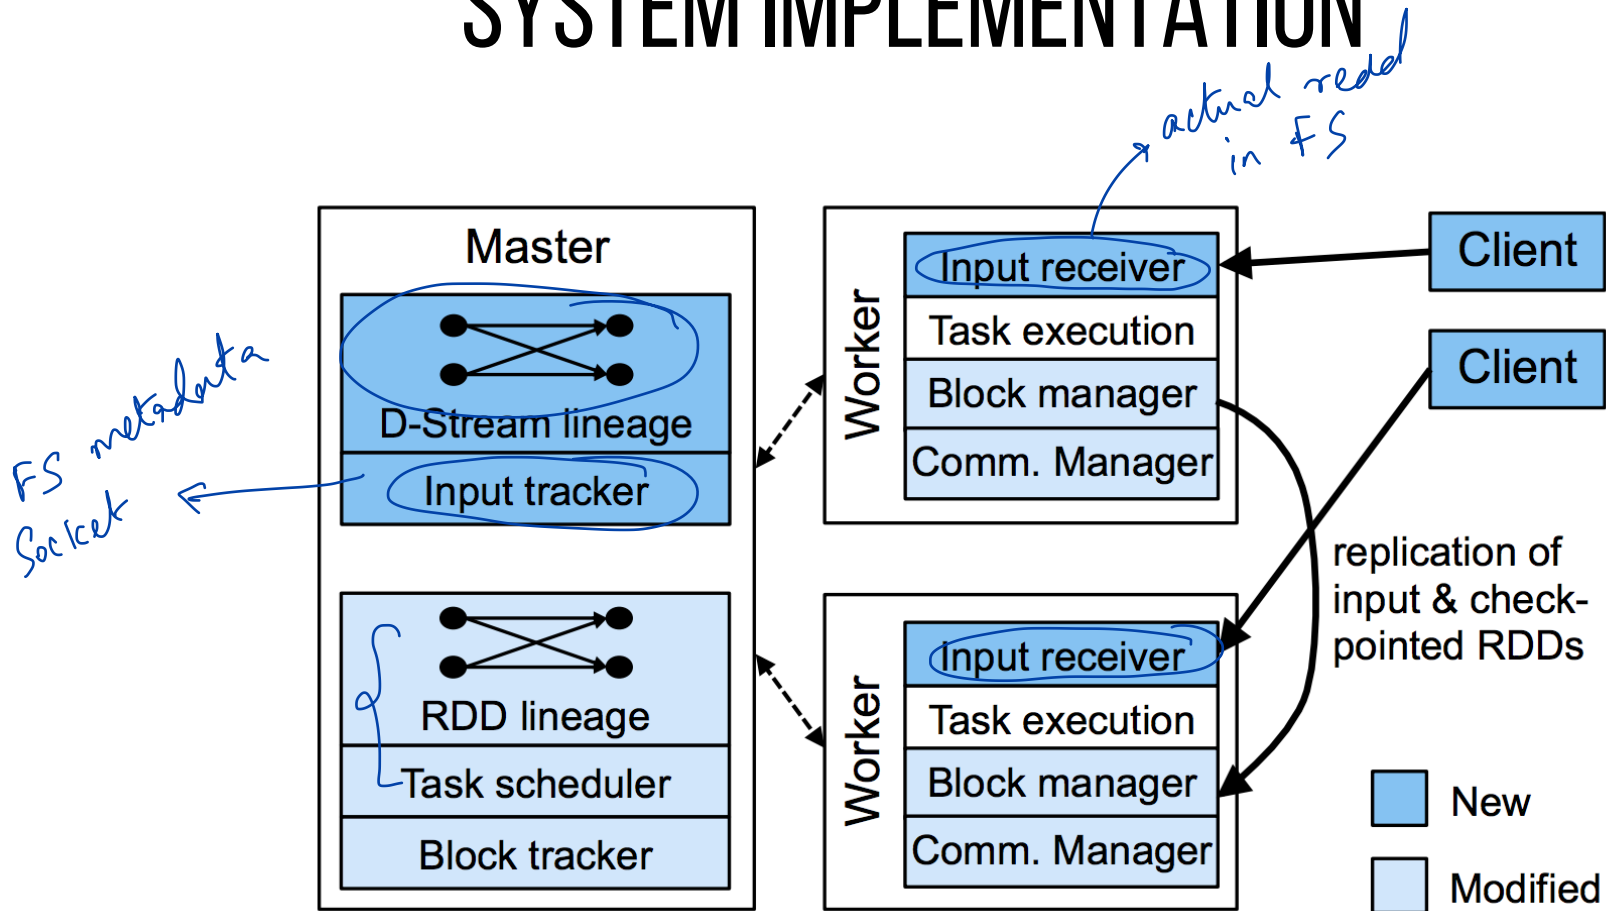 SYSTEM IMPLEMENTATION
actual
in FS
Master
D-Stream lineage
Input tracker
FS metadata
Socket
RDD lineage
Task scheduler
Block tracker
Worker
Input receiver
Task execution
Block manager
Comm. Manager
Worker
Input receiver
Task execution
Block manager
Comm. Manager
Client
Client
replication of
input & check-
pointed RDDs
New
Modified